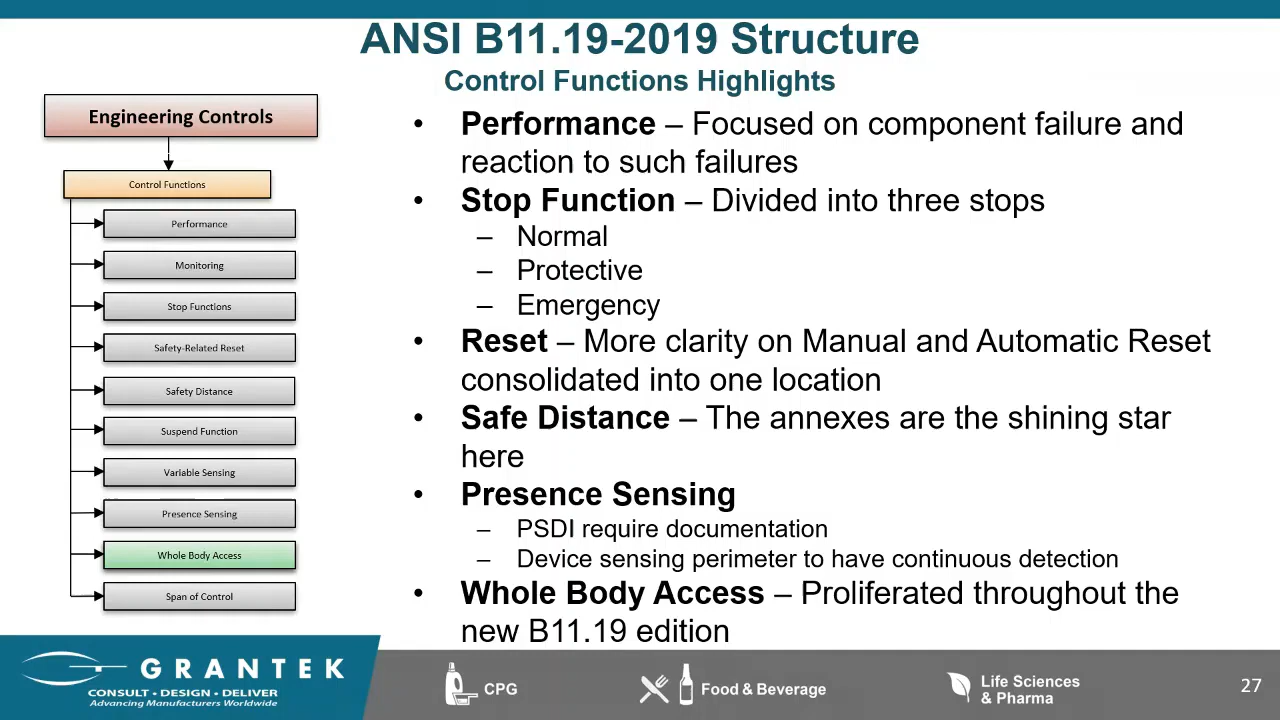 ANSI B11.19-2019 Structure
Control Functions Highlights
Engineering Controls
Control Functions
Performance
Monitoring
Stop Functions
Safety-Related Reset
Safety Distance
Suspend Function
Variable Sensing
Presence Sensing
Whole Body Access
Span of Control
• Performance – Focused on component failure and
reaction to such failures
• Stop Function – Divided into three stops
– Normal
– Protective
– Emergency
• Reset – More clarity on Manual and Automatic Reset
consolidated into one location
• Safe Distance – The annexes are the shining star
here
• Presence Sensing
– PSDI require documentation
– Device sensing perimeter to have continuous detection
• Whole Body Access – Proliferated throughout the
new B11.19 edition
GRANTEK
CONSULT • DESIGN • DELIVER
Advancing Manufacturers Worldwide
CPG
Food & Beverage
Life Sciences
& Pharma
27